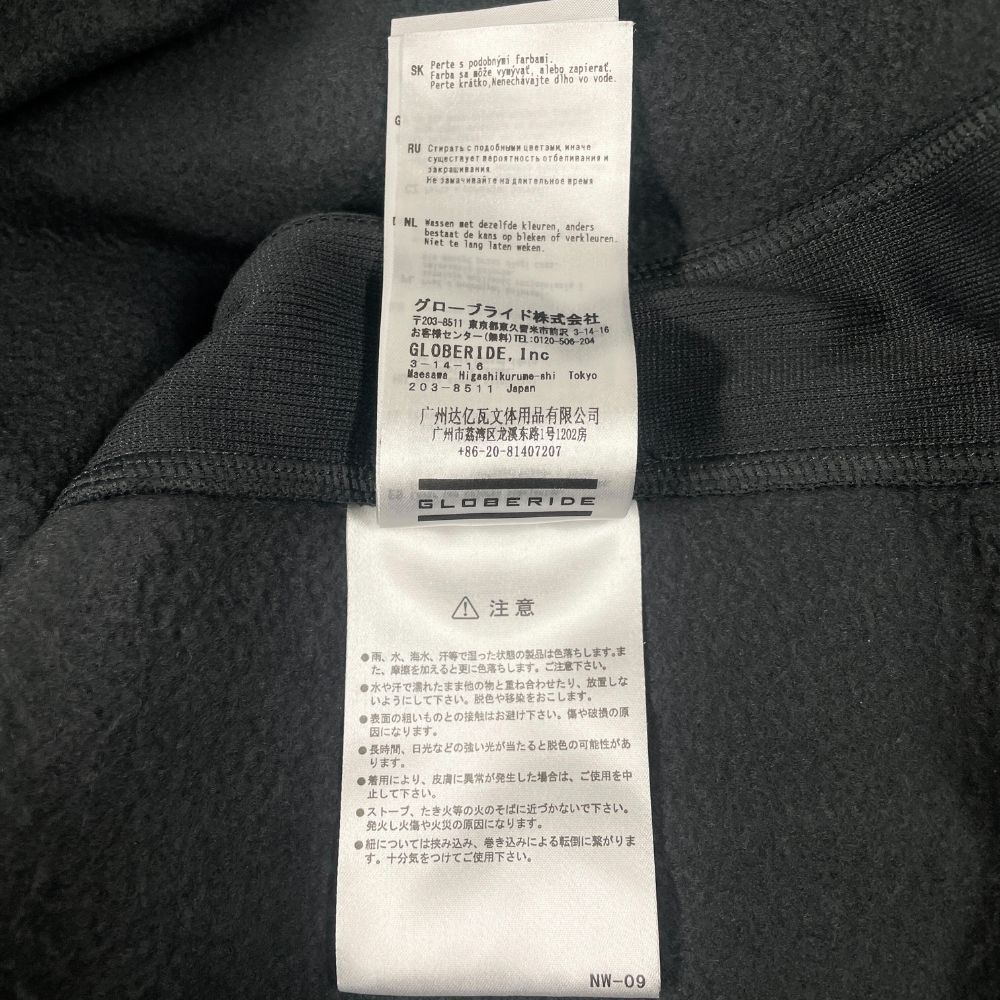 SK Perte s podobnými farbami.
Farba sa môže vymývať, alebo zapierať.
Perte krátko,Nenechávajte dlho vo vode.
G
RU Стирать с подобными цветами, иначе
существует вероятность отбеливания и
закрашивания.
Не замачивайте на длительное время
NL Wassen met dezelfde kleuren, anders
bestaat de kans op bleken of verkleuren.
Niet te lang laten weken.
グローブライド株式会社
〒203-8511 東京都東久留米市前沢 3-14-16
お客様センター(無料)TEL:0120-506-204
GLOBERIDE, Inc
3-14-16
Maesawa Higashikurume-shi Tokyo
203-8511 Japan
广州达亿瓦文体用品有限公司
广州市荔湾区龙溪东路1号1202房
+86-20-81407207
GLOBERIDE
⚠ 注意
●雨、水、海水、汗等で湿った状態の製品は色落ちします。ま
た、摩擦を加えると更に色落ちします。ご注意下さい。
●水や汗で濡れたまま他の物と重ね合わせたり、放置しな
いようにして下さい。脱色や移染をおこします。
●表面の粗いものとの接触はお避け下さい。傷や破損の原
因になります。
●長時間、日光などの強い光が当たると脱色の可能性があ
ります。
●着用により、皮膚に異常が発生した場合は、ご使用を中
止して下さい。
●ストーブ、たき火等の火のそばに近づかないで下さい。
発火し火傷や火災の原因になります。
●紐については挟み込み、巻き込みによる転倒に繋がりま
す。十分気をつけてご使用下さい。
NW-09